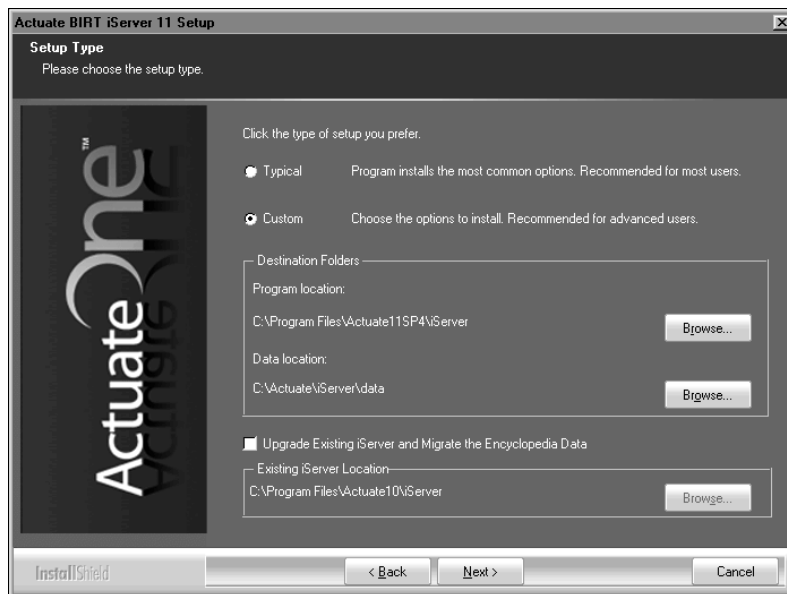 Actuate BIRT iServer 11 Setup
Setup Type
Please choose the setup type.
ActuateOne™
Click the type of setup you prefer.
Typical Program installs the most common options. Recommended for most users.
Custom Choose the options to install. Recommended for advanced users.
Destination Folders
Program location:
C:\Program Files\Actuate11SP4\iServer
Browse...
Data location:
C:\Actuate\iServer\data
Browse...
Upgrade Existing iServer and Migrate the Encyclopedia Data
Existing iServer Location
C:\Program Files\Actuate10\iServer
Browse...
InstallShield
< Back
Next >
Cancel